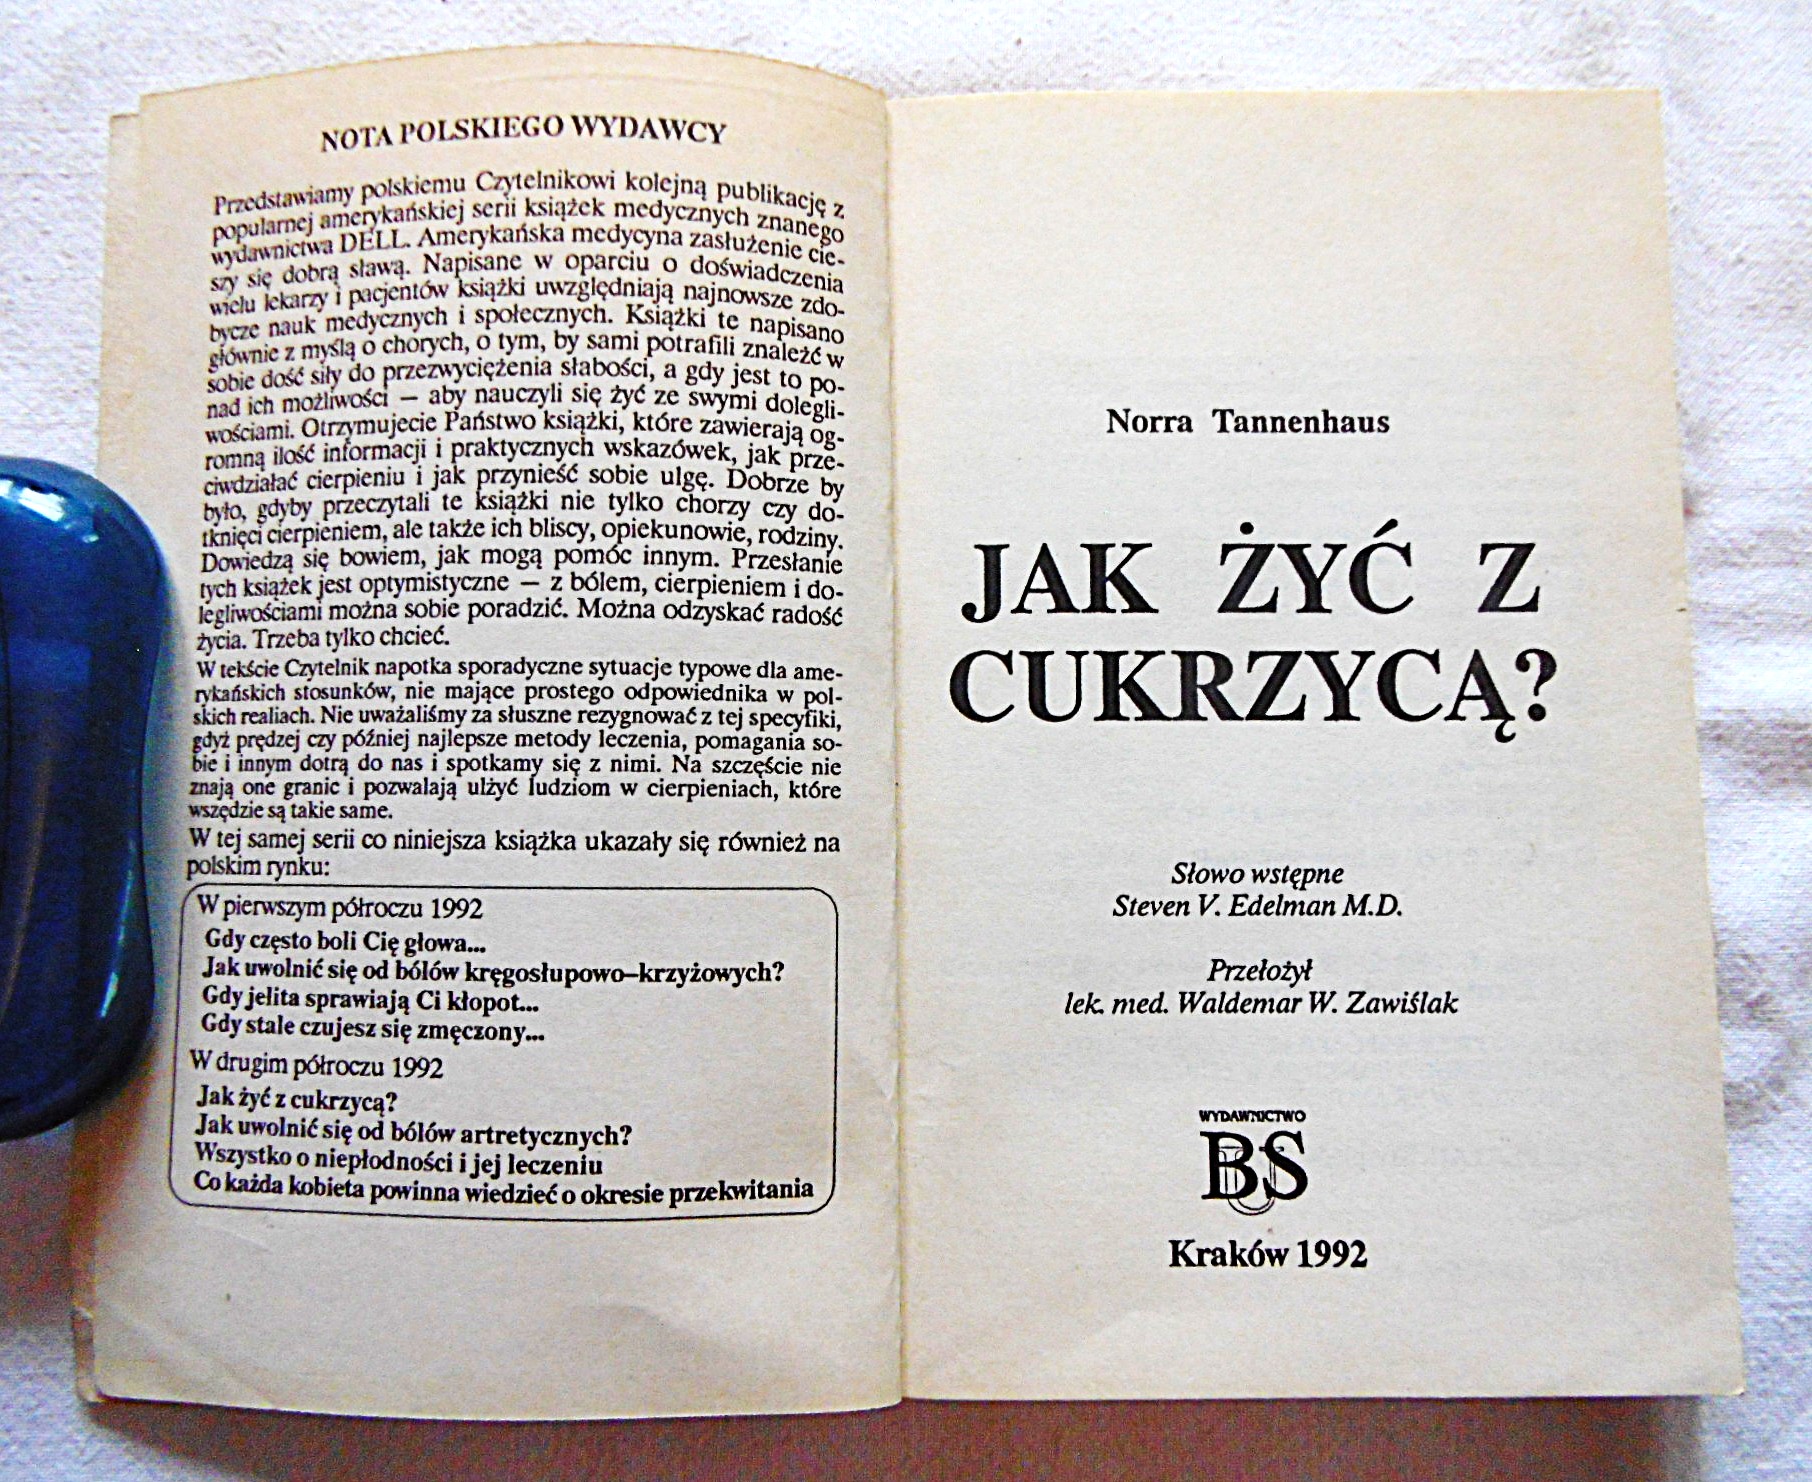 NOTA POLSKIEGO WYDAWCY
Przedstawiamy polskiemu Czytelnikowi kolejną publikację z
popularnej amerykańskiej serii książek medycznych znanego
wydawnictwa DELL. Amerykańska medycyna zasłużenie cie-
szy się dobrą sławą. Napisane w oparciu o doświadczenia
wielu lekarzy i pacjentów książki uwzględniają najnowsze zdo-
bycze nauk medycznych i społecznych. Książki te napisano
głównie z myślą o chorych, o tym, by sami potrafili znaleźć w
sobie dość siły do przezwyciężenia słabości, a gdy jest to po-
nad ich możliwości — aby nauczyli się żyć ze swymi dolegli-
wościami. Otrzymujecie Państwo książki, które zawierają og-
romną ilość informacji i praktycznych wskazówek, jak prze-
ciwdziałać cierpieniu i jak przynieść sobie ulgę. Dobrze by
było, gdyby przeczytali te książki nie tylko chorzy czy do-
tknięci cierpieniem, ale także ich bliscy, opiekunowie, rodziny.
Dowiedzą się bowiem, jak mogą pomóc innym. Przesłanie
tych książek jest optymistyczne — z bólem, cierpieniem i do-
legliwościami można sobie poradzić. Można odzyskać radość
życia. Trzeba tylko chcieć.
W tekście Czytelnik napotka sporadyczne sytuacje typowe dla ame-
rykańskich stosunków, nie mające prostego odpowiednika w pol-
skich realiach. Nie uważaliśmy za słuszne rezygnować z tej specyfiki,
gdyż prędzej czy później najlepsze metody leczenia, pomagania so-
bie i innym dotrą do nas i spotkamy się z nimi. Na szczęście nie
znają one granic i pozwalają ulżyć ludziom w cierpieniach, które
wszędzie są takie same.
W tej samej serii co niniejsza książka ukazały się również na
polskim rynku:
W pierwszym półroczu 1992
Gdy często boli Cię głowa...
Jak uwolnić się od bólów kręgosłupowo–krzyżowych?
Gdy jelita sprawiają Ci kłopot...
Gdy stale czujesz się zmęczony...
W drugim półroczu 1992
Jak żyć z cukrzycą?
Jak uwolnić się od bólów artretycznych?
Wszystko o niepłodności i jej leczeniu
Co każda kobieta powinna wiedzieć o okresie przekwitania
Norra Tannenhaus
JAK ŻYĆ Z
CUKRZYCĄ?
Słowo wstępne
Steven V. Edelman M.D.
Przełożył
lek. med. Waldemar W. Zawiślak
WYDAWNICTWO
BUS
Kraków 1992